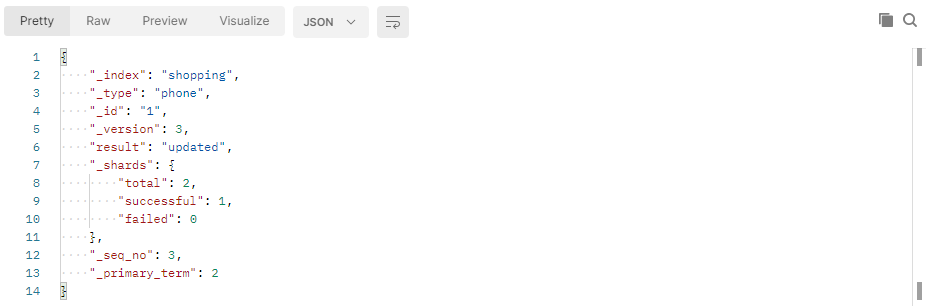 Pretty Raw Preview Visualize JSON
1 {
2 "_index": "shopping",
3 "_type": "phone",
4 "_id": "1",
5 "_version": 3,
6 "result": "updated",
7 "_shards": {
8 "total": 2,
9 "successful": 1,
10 "failed": 0
11 },
12 "_seq_no": 3,
13 "_primary_term": 2
14 }